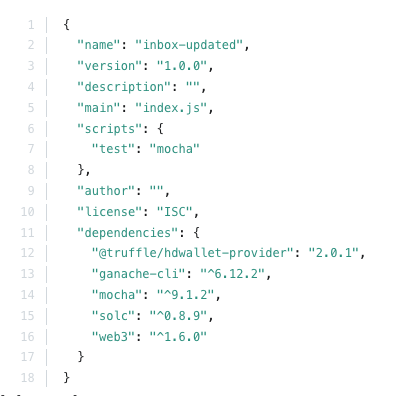 1 {
2 "name": "inbox-updated",
3 "version": "1.0.0",
4 "description": "",
5 "main": "index.js",
6 "scripts": {
7 "test": "mocha"
8 },
9 "author": "",
10 "license": "ISC",
11 "dependencies": {
12 "@truffle/hdwallet-provider": "2.0.1",
13 "ganache-cli": "^6.12.2",
14 "mocha": "^9.1.2",
15 "solc": "^0.8.9",
16 "web3": "^1.6.0"
17 }
18 }